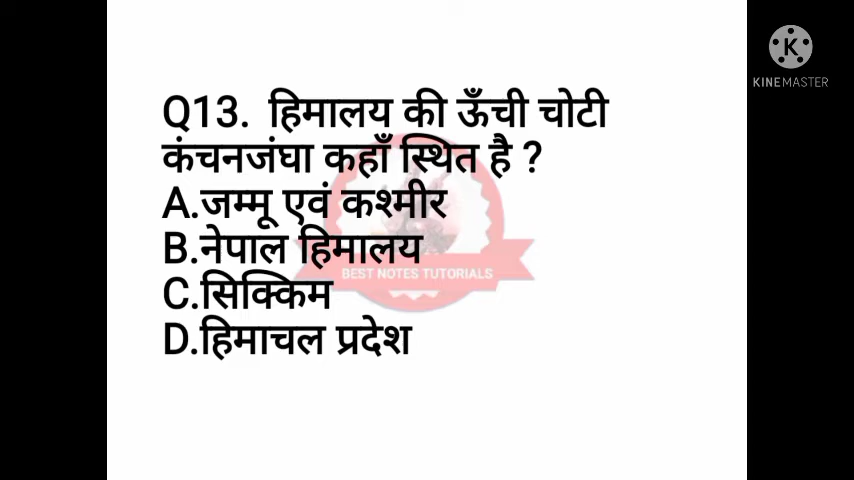 K
KINEMASTER
Q13. हिमालय की ऊँची चोटी
कंचनजंघा कहाँ स्थित है ?
A.जम्मू एवं कश्मीर
B.नेपाल हिमालय
BEST NOTES TUTORIALS
C.सिक्किम
D.हिमाचल प्रदेश